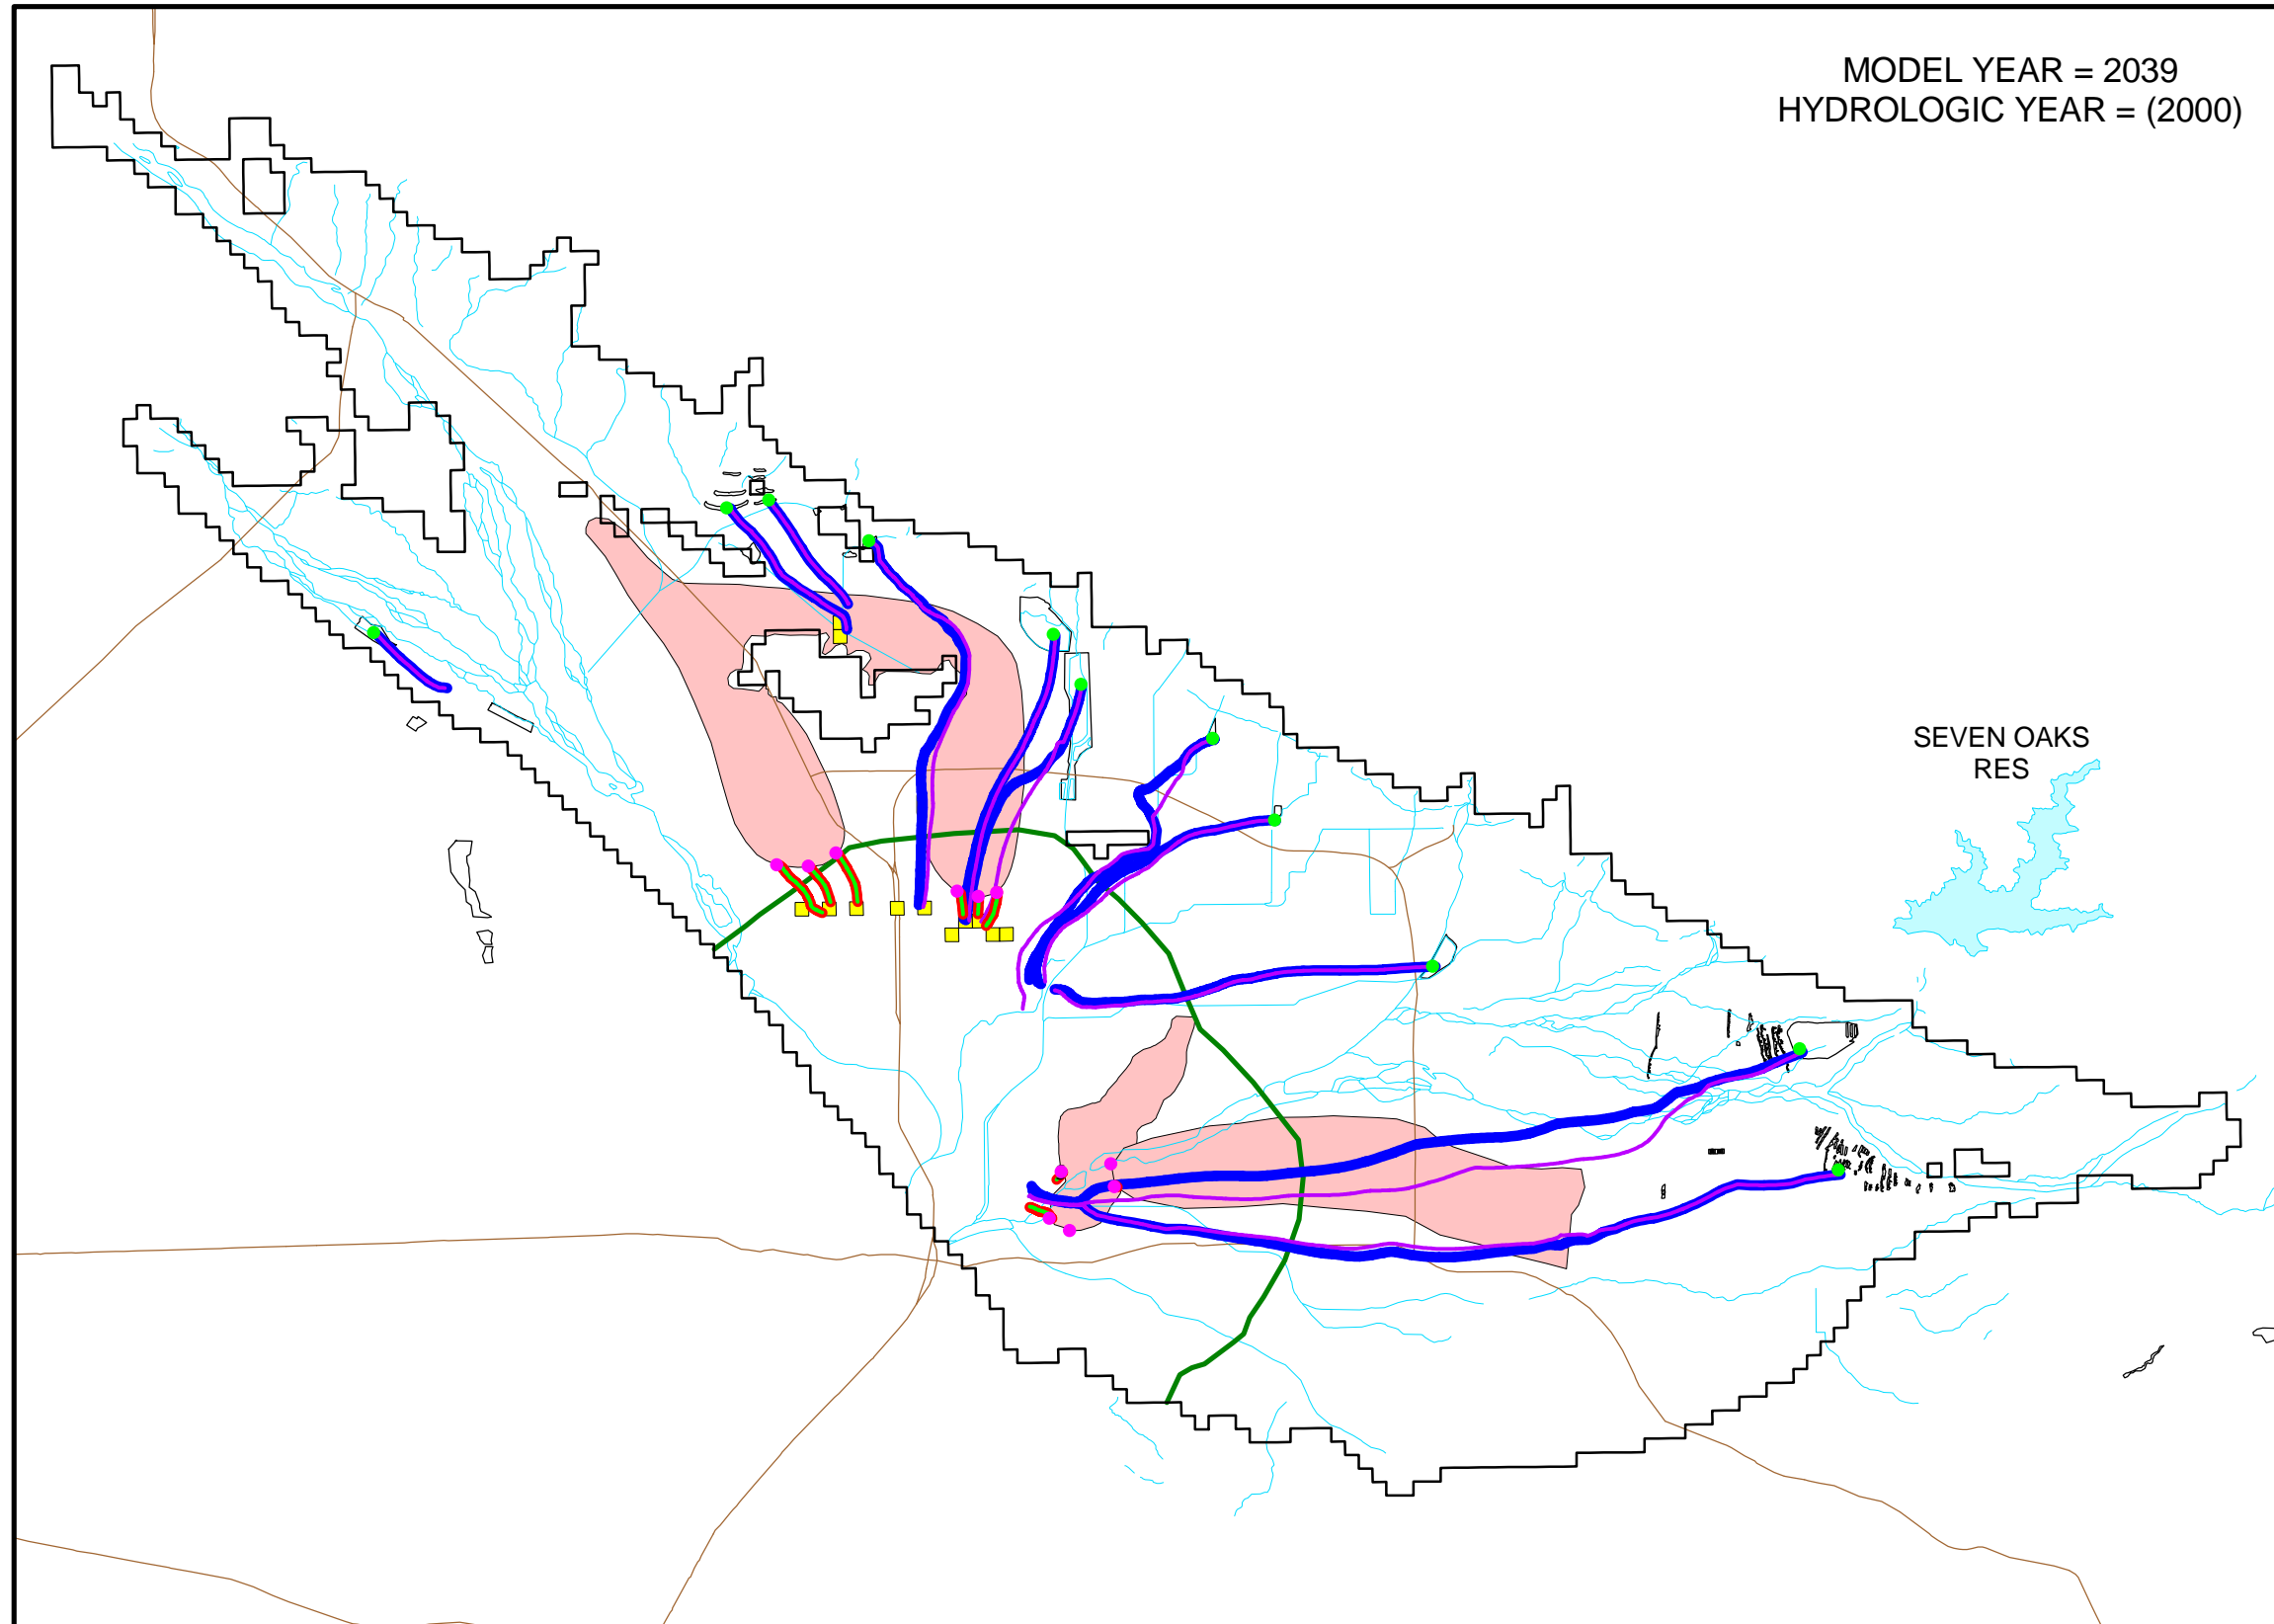 MODEL YEAR = 2039
HYDROLOGIC YEAR = (2000)
SEVEN OAKS
RES